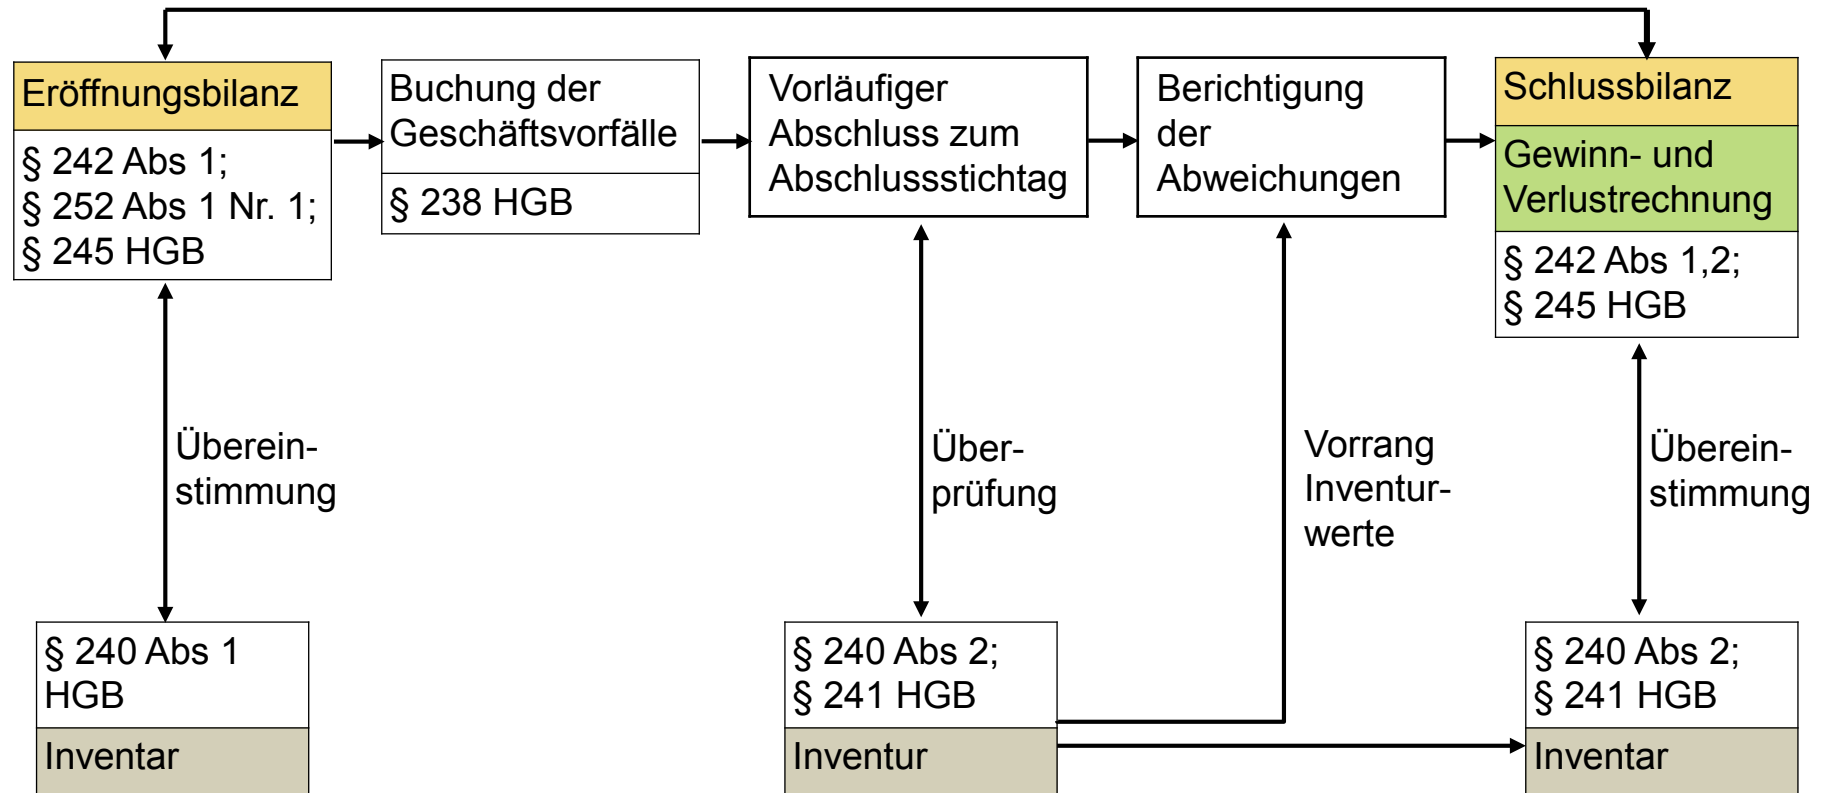 Eröffnungsbilanz
§ 242 Abs 1;
§ 252 Abs 1 Nr. 1;
§ 245 HGB
Buchung der
Geschäftsvorfälle
§ 238 HGB
Vorläufiger
Abschluss zum
Abschlussstichtag
Berichtigung
der
Abweichungen
Schlussbilanz
Gewinn- und
Verlustrechnung
§ 242 Abs 1,2;
§ 245 HGB
Überein-
stimmung
Über-
prüfung
Vorrang
Inventur-
werte
Überein-
stimmung
§ 240 Abs 1
HGB
Inventar
§ 240 Abs 2;
§ 241 HGB
Inventur
§ 240 Abs 2;
§ 241 HGB
Inventar